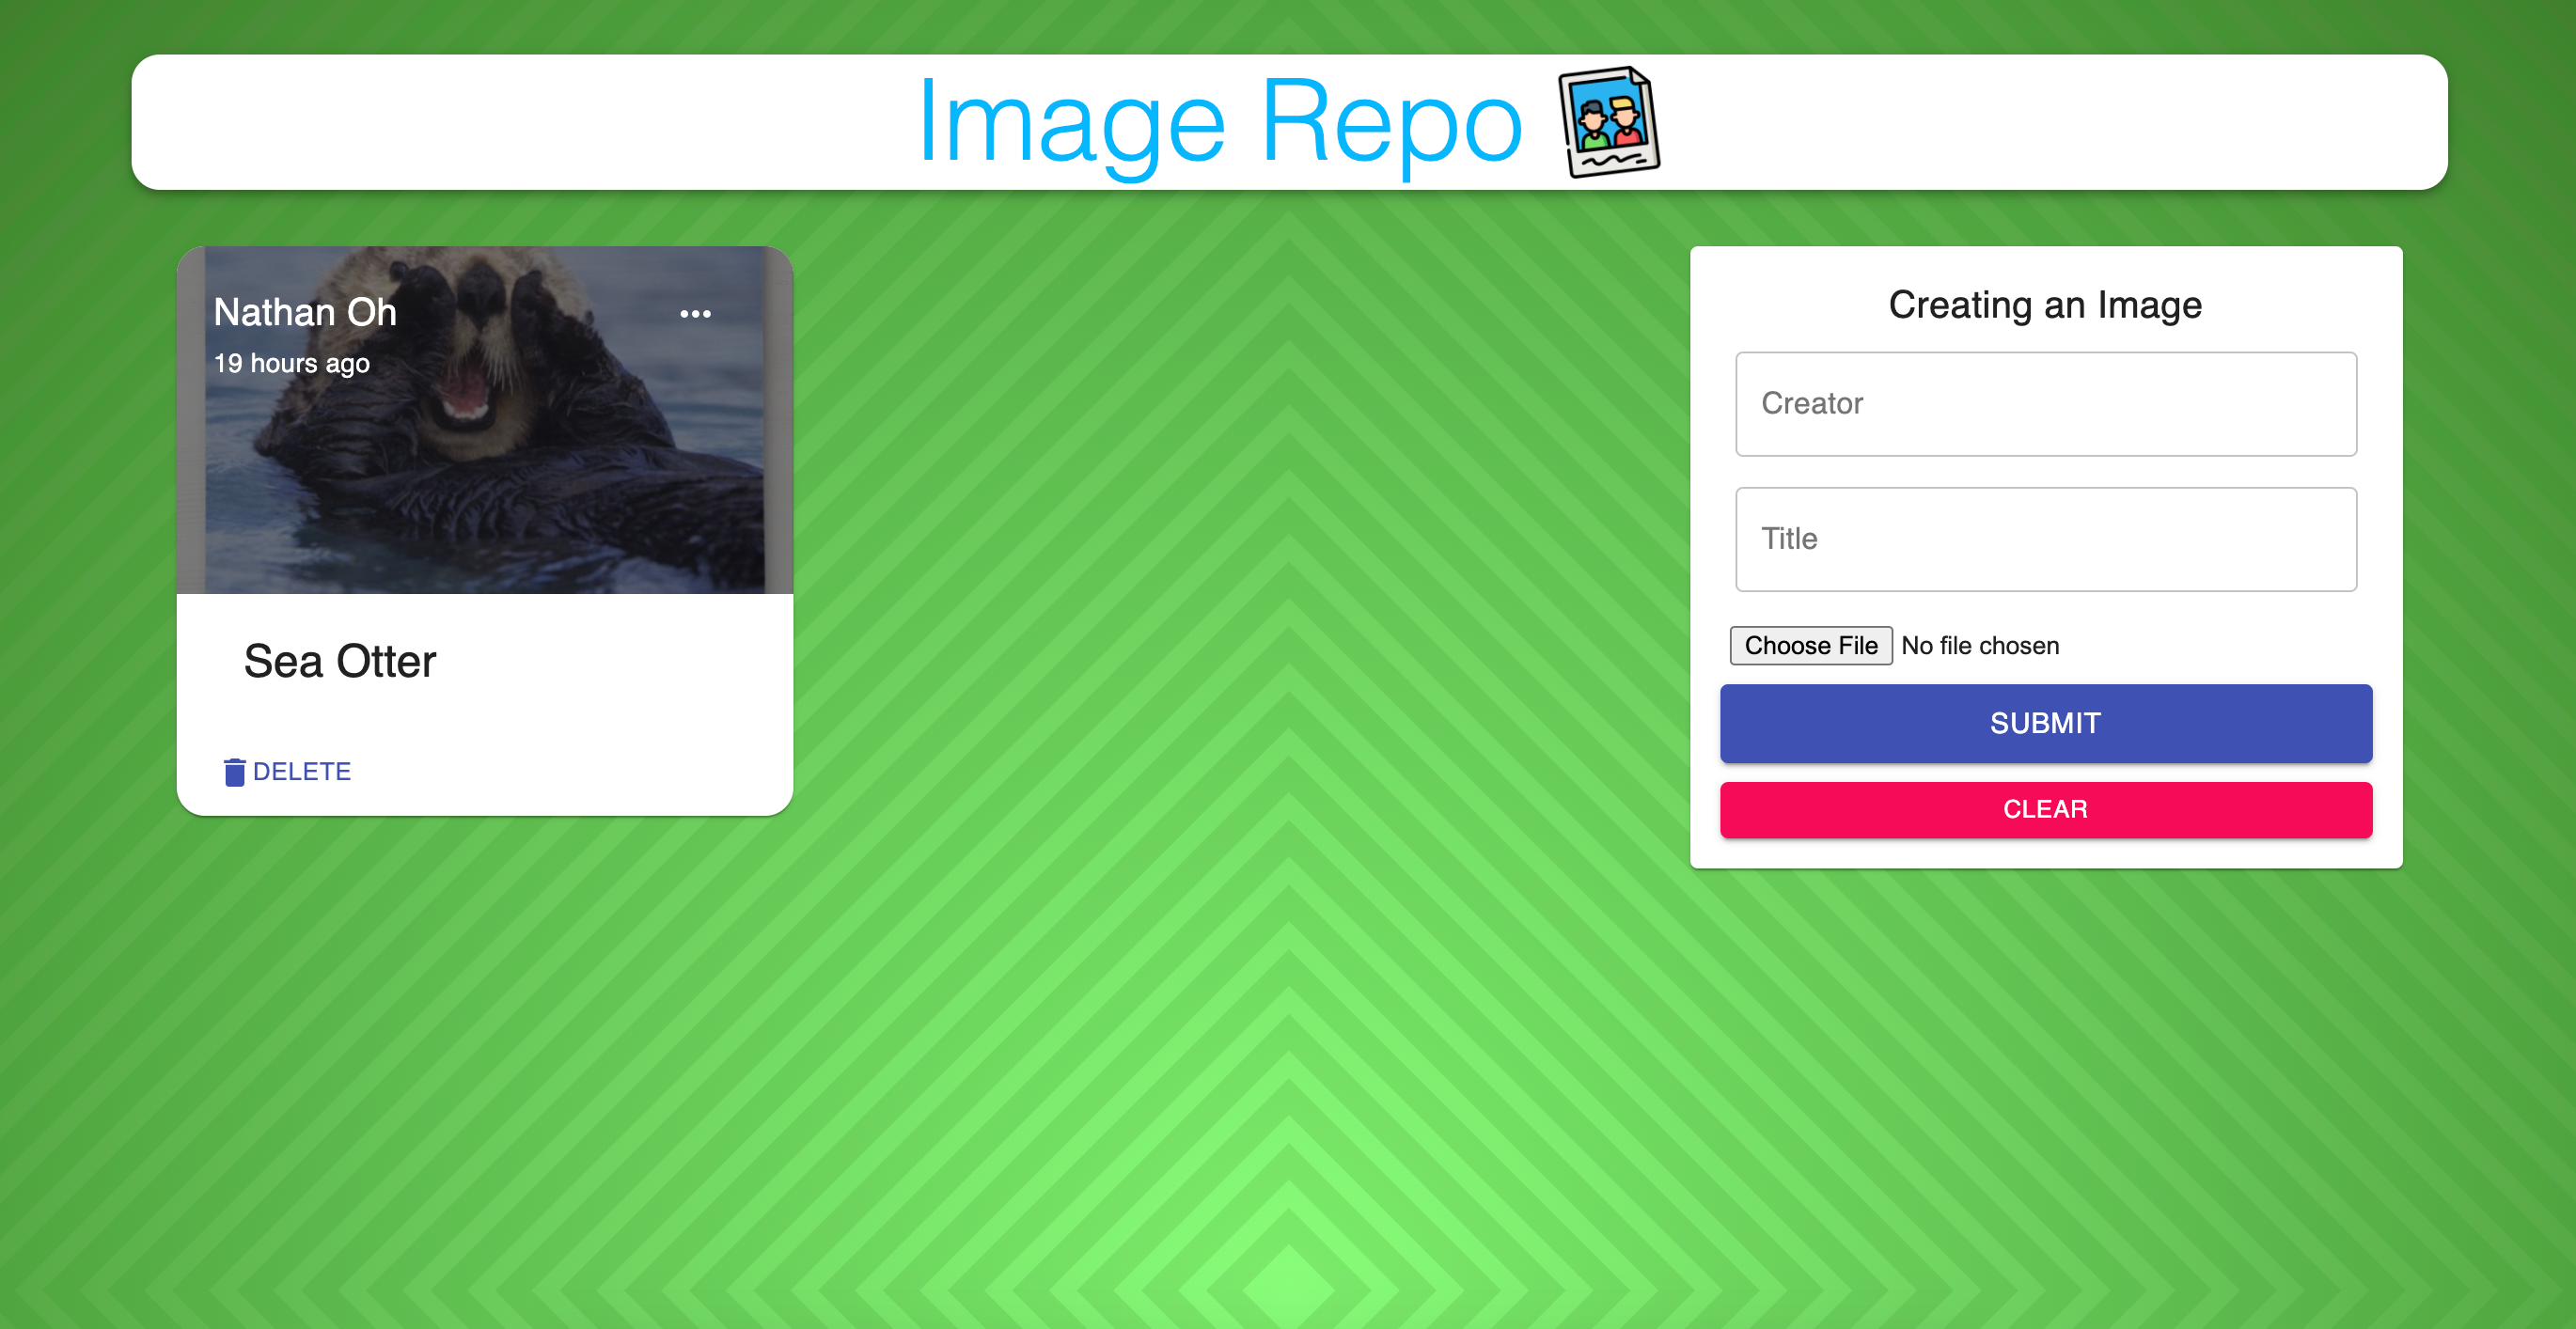 Image Repo
Nathan Oh
19 hours ago
Sea Otter
DELETE
Creating an Image
Creator
Title
Choose File No file chosen
SUBMIT
CLEAR